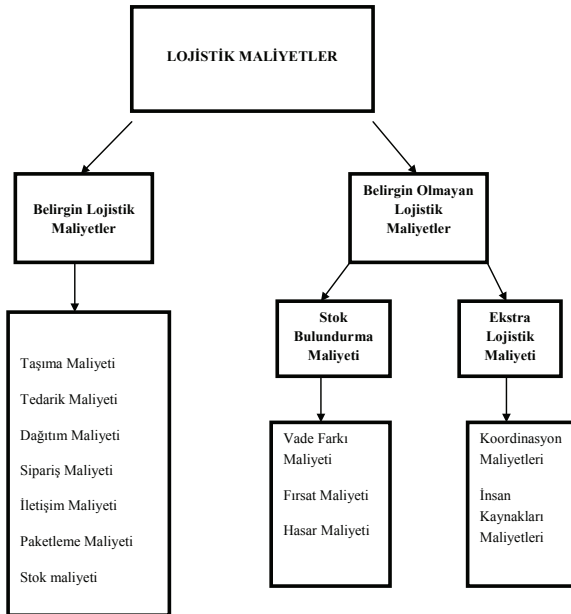 LOJİSTİK MALİYETLER
Belirgin Lojistik
Maliyetler
Belirgin Olmayan
Lojistik
Maliyetler
Taşıma Maliyeti
Tedarik Maliyeti
Dağıtım Maliyeti
Sipariş Maliyeti
İletişim Maliyeti
Paketleme Maliyeti
Stok maliyeti
Stok
Bulundurma
Maliyeti
Ekstra
Lojistik
Maliyeti
Vade Farkı
Maliyeti
Fırsat Maliyeti
Hasar Maliyeti
Koordinasyon
Maliyetleri
İnsan
Kaynakları
Maliyetleri